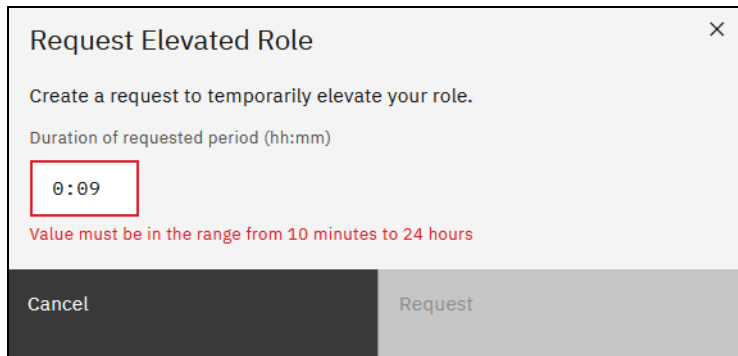 Request Elevated Role
Create a request to temporarily elevate your role.
Duration of requested period (hh:mm)
0:09
Value must be in the range from 10 minutes to 24 hours
Cancel
Request